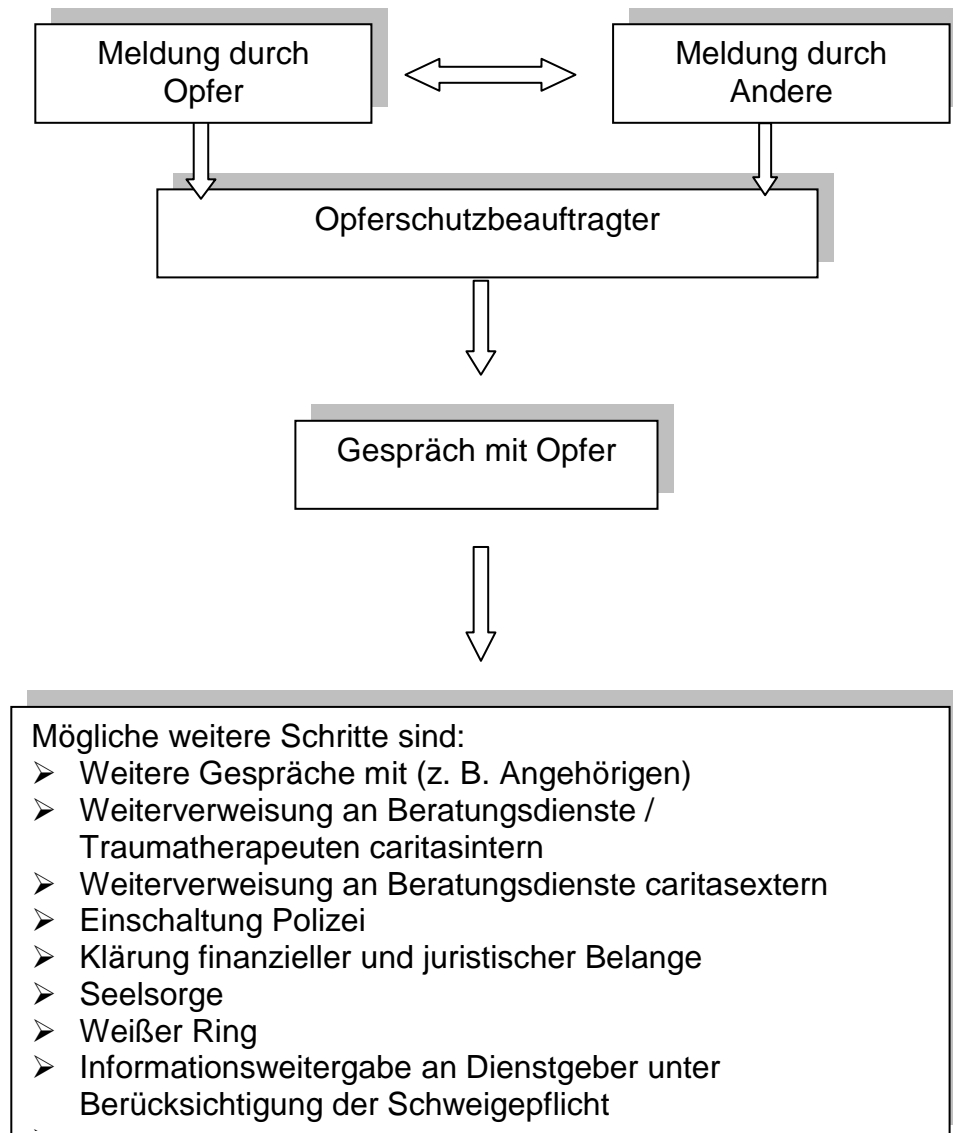 Meldung durch
Opfer
Meldung durch
Andere
Opferschutzbeauftragter
Gespräch mit Opfer
Mögliche weitere Schritte sind:
➢ Weitere Gespräche mit (z. B. Angehörigen)
➢ Weiterverweisung an Beratungsdienste /
Traumatherapeuten caritasintern
➢ Weiterverweisung an Beratungsdienste caritasextern
➢ Einschaltung Polizei
➢ Klärung finanzieller und juristischer Belange
➢ Seelsorge
➢ Weißer Ring
➢ Informationsweitergabe an Dienstgeber unter
Berücksichtigung der Schweigepflicht